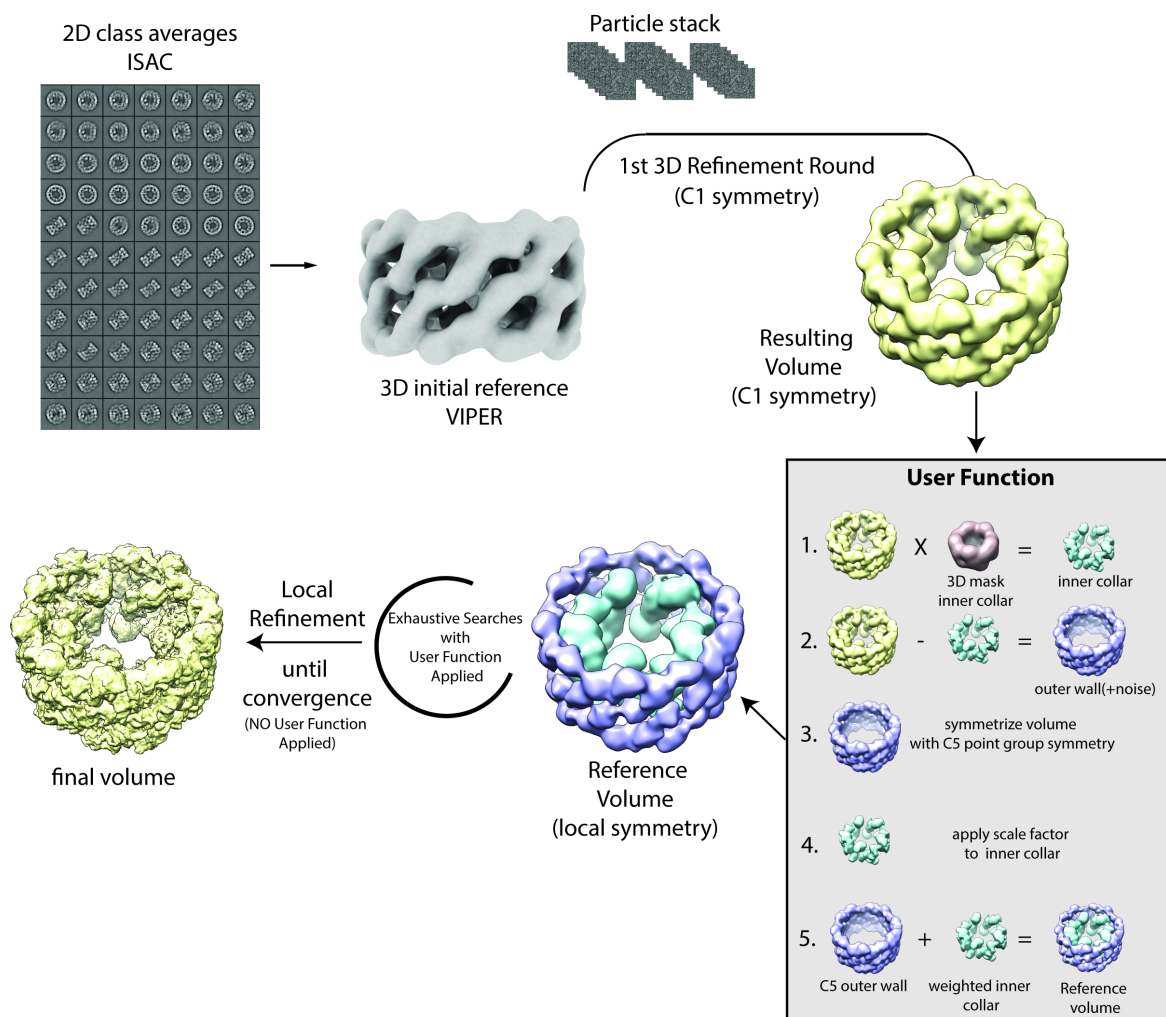 2D class averages
ISAC
Particle stack
1st 3D Refinement Round
(C1 symmetry)
3D initial reference
VIPER
Resulting
Volume
(C1 symmetry)
User Function
1.
X
=
3D mask
inner collar
inner collar
2.
-
=
outer wall(+noise)
3.
symmetrize volume
with C5 point group symmetry
4.
apply scale factor
to inner collar
5.
+
=
C5 outer wall
weighted inner
collar
Reference
volume
Reference
Volume
(local symmetry)
Exhaustive Searches
with
User Function
Applied
Local
Refinement
until
convergence
(NO User Function
Applied)
final volume